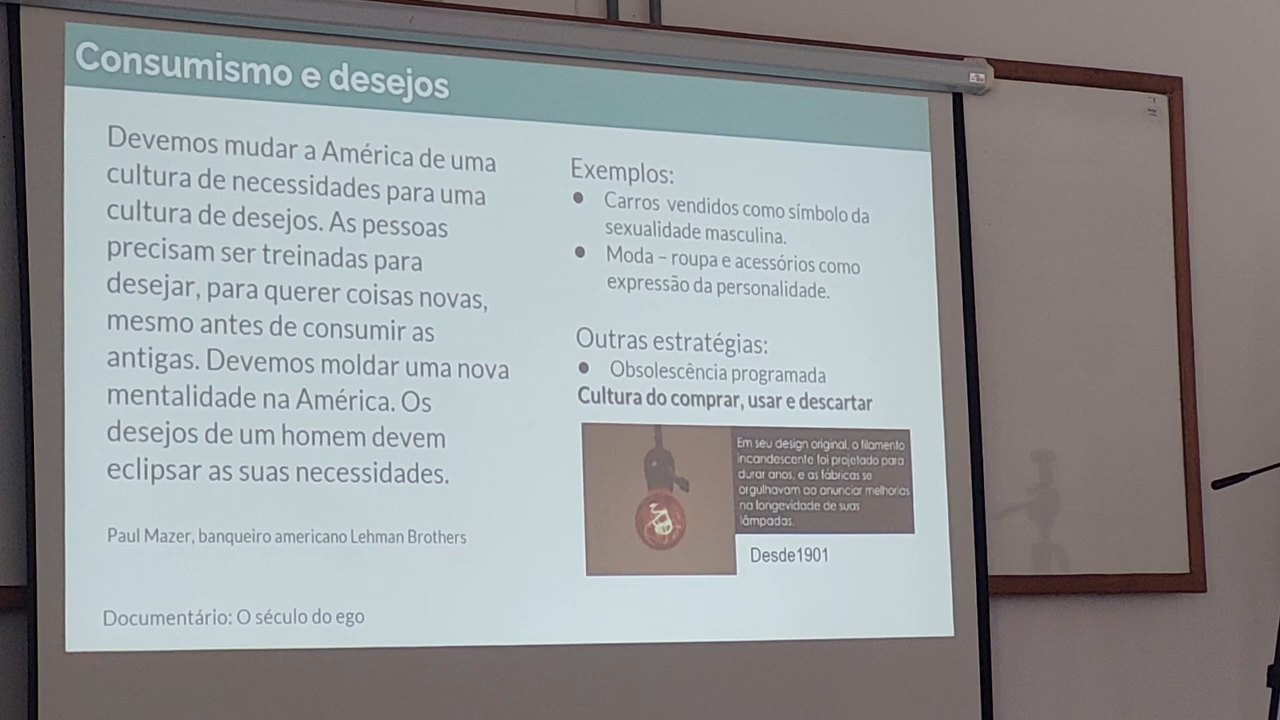 Consumismo e desejos
Devemos mudar a América de uma
cultura de necessidades para uma
cultura de desejos. As pessoas
precisam ser treinadas para
desejar, para querer coisas novas,
mesmo antes de consumir as
antigas. Devemos moldar uma nova
mentalidade na América. Os
desejos de um homem devem
eclipsar as suas necessidades.
Paul Mazer, banqueiro americano Lehman Brothers
Documentário: O século do ego
Exemplos:
● Carros vendidos como símbolo da
sexualidade masculina.
● Moda – roupa e acessórios como
expressão da personalidade.
Outras estratégias:
● Obsolescência programada
Cultura do comprar, usar e descartar
Em seu design original, o filamento
incandescente foi projetado para
durar anos, e as fábricas se
orgulhavam ao anunciar melhorias
na longevidade de suas
lâmpadas.
Desde1901